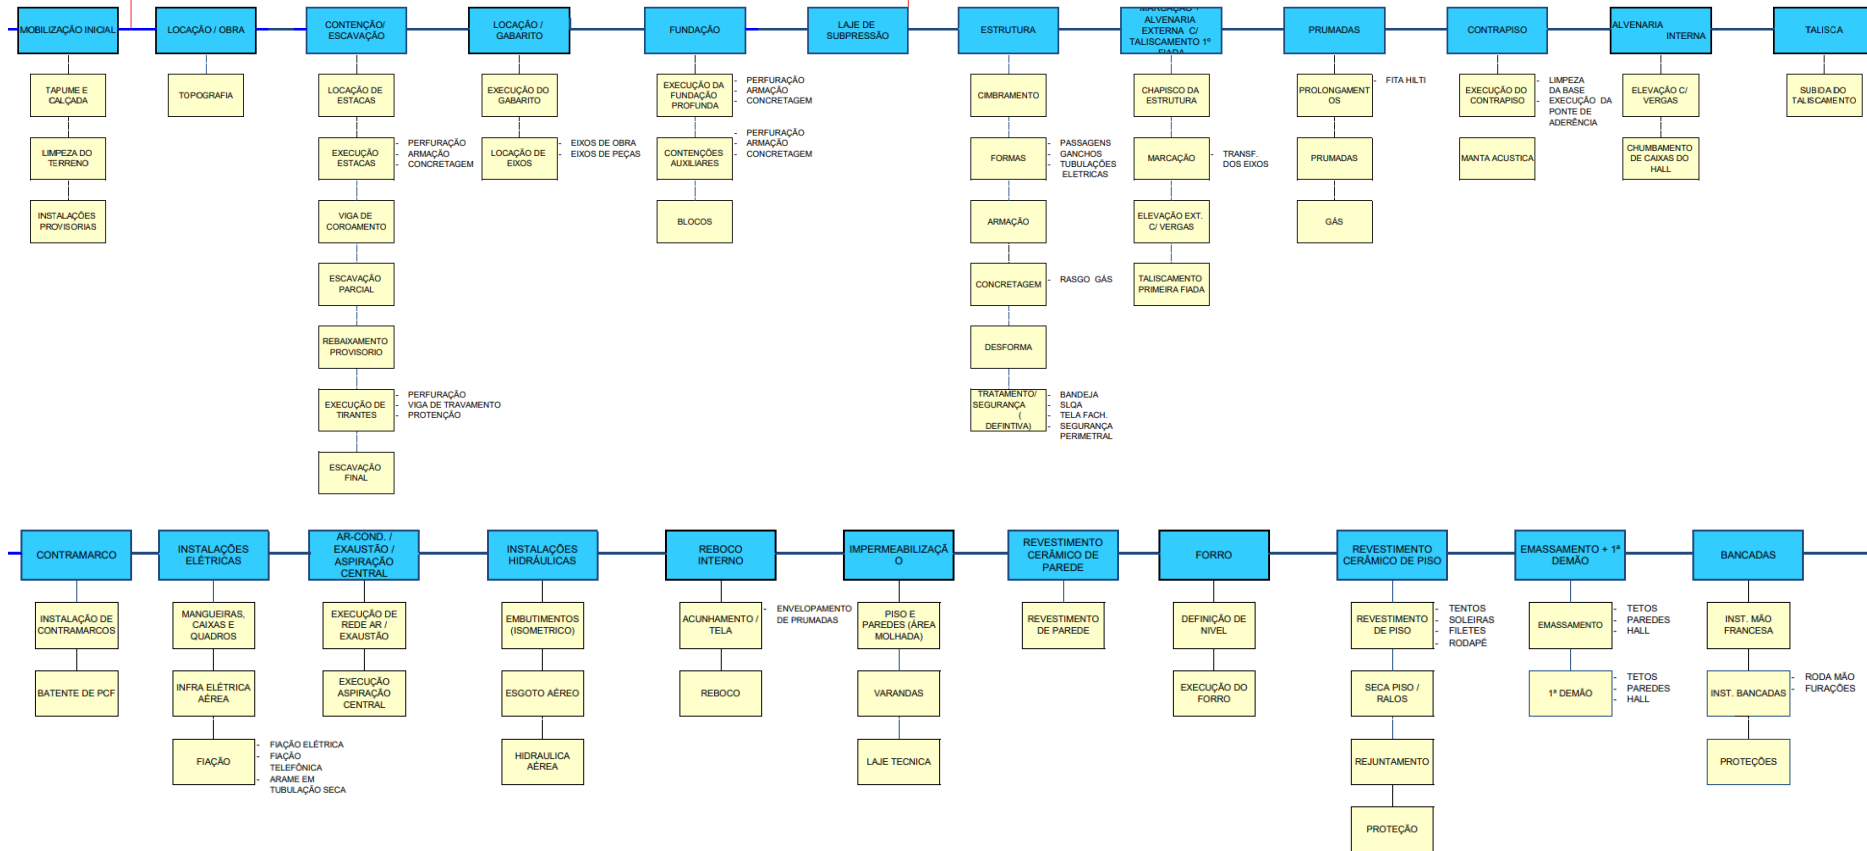 MOBILIZAÇÃO INICIAL
TAPUME E
CALÇADA
LIMPEZA DO
TERRENO
INSTALAÇÕES
PROVISORIAS
LOCAÇÃO / OBRA
TOPOGRAFIA
CONTENÇÃO/
ESCAVAÇÃO
LOCAÇÃO DE
ESTACAS
EXECUÇÃO
ESTACAS
- PERFURAÇÃO
- ARMAÇÃO
- CONCRETAGEM
VIGA DE
COROAMENTO
ESCAVAÇÃO
PARCIAL
REBAIXAMENTO
PROVISORIO
EXECUÇÃO DE
TIRANTES
- PERFURAÇÃO
- VIGA DE TRAVAMENTO
- PROTENÇÃO
ESCAVAÇÃO
FINAL
LOCAÇÃO /
GABARITO
EXECUÇÃO DO
GABARITO
LOCAÇÃO DE
EIXOS
- EIXOS DE OBRA
- EIXOS DE PEÇAS
FUNDAÇÃO
EXECUÇÃO DA
FUNDAÇÃO
PROFUNDA
- PERFURAÇÃO
- ARMAÇÃO
- CONCRETAGEM
CONTENÇÕES
AUXILIARES
- PERFURAÇÃO
- ARMAÇÃO
- CONCRETAGEM
BLOCOS
LAJE DE
SUBPRESSÃO
ESTRUTURA
CIMBRAMENTO
FORMAS
- PASSAGENS
- GANCHOS
- TUBULAÇÕES
ELETRICAS
ARMAÇÃO
CONCRETAGEM
- RASGO GÁS
DESFORMA
TRATAMENTO/
SEGURANÇA
(
DEFINTIVA)
- BANDEJA
- SLQA
- TELA FACH.
- SEGURANÇA
PERIMETRAL
MARCAÇÃO +
ALVENARIA
EXTERNA C/
TALISCAMENTO 1º
FIADA
CHAPISCO DA
ESTRUTURA
MARCAÇÃO
- TRANSF.
DOS EIXOS
ELEVAÇÃO EXT.
C/ VERGAS
TALISCAMENTO
PRIMEIRA FIADA
PRUMADAS
PROLONGAMENT
OS
- FITA HILTI
PRUMADAS
GÁS
CONTRAPISO
EXECUÇÃO DO
CONTRAPISO
- LIMPEZA
DA BASE
- EXECUÇÃO DA
PONTE DE
ADERÊNCIA
MANTA ACUSTICA
ALVENARIA
INTERNA
ELEVAÇÃO C/
VERGAS
CHUMBAMENTO
DE CAIXAS DO
HALL
TALISCA
SUBIDA DO
TALISCAMENTO
CONTRAMARCO
INSTALAÇÃO DE
CONTRAMARCOS
BATENTE DE PCF
INSTALAÇÕES
ELÉTRICAS
MANGUEIRAS,
CAIXAS E
QUADROS
INFRA ELÉTRICA
AÉREA
FIAÇÃO
- FIAÇÃO ELÉTRICA
- FIAÇÃO
TELEFÔNICA
- ARAME EM
TUBULAÇÃO SECA
AR-COND. /
EXAUSTÃO /
ASPIRAÇÃO
CENTRAL
EXECUÇÃO DE
REDE AR /
EXAUSTÃO
EXECUÇÃO
ASPIRAÇÃO
CENTRAL
INSTALAÇÕES
HIDRÁULICAS
EMBUTIMENTOS
(ISOMETRICO)
ESGOTO AÉREO
HIDRAULICA
AÉREA
REBOCO
INTERNO
ACUNHAMENTO /
TELA
- ENVELOPAMENTO
DE PRUMADAS
REBOCO
IMPERMEABILIZAÇÃ
O
PISO E
PAREDES (ÁREA
MOLHADA)
VARANDAS
LAJE TECNICA
REVESTIMENTO
CERÂMICO DE
PAREDE
REVESTIMENTO
DE PAREDE
FORRO
DEFINIÇÃO DE
NIVEL
EXECUÇÃO DO
FORRO
REVESTIMENTO
CERÂMICO DE PISO
REVESTIMENTO
DE PISO
- TENTOS
- SOLEIRAS
- FILETES
- RODAPÉ
SECA PISO /
RALOS
REJUNTAMENTO
PROTEÇÃO
EMASSAMENTO + 1ª
DEMÃO
EMASSAMENTO
- TETOS
- PAREDES
- HALL
1ª DEMÃO
- TETOS
- PAREDES
- HALL
BANCADAS
INST. MÃO
FRANCESA
INST. BANCADAS
- RODA MÃO
- FURAÇÕES
PROTEÇÕES